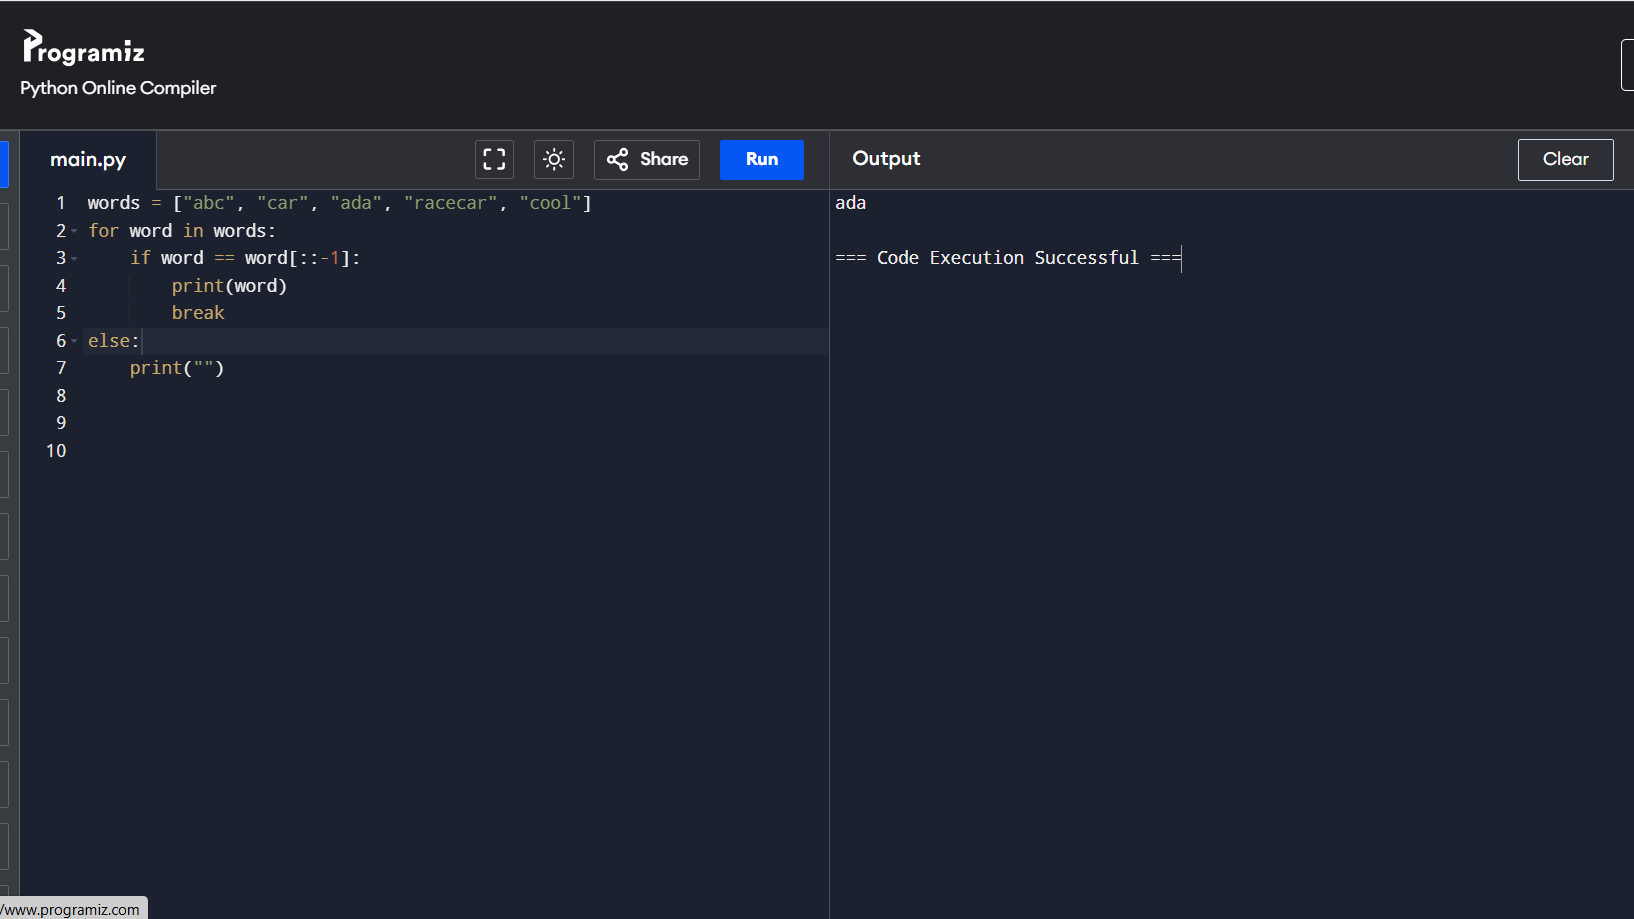 Programiz
Python Online Compiler
main.py
Share
Run
Output
Clear
1 words = ["abc", "car", "ada", "racecar", "cool"]
2 for word in words:
3     if word == word[::-1]:
4         print(word)
5         break
6 else:
7     print("")
8
9
10
ada
=== Code Execution Successful ===
/www.programiz.com